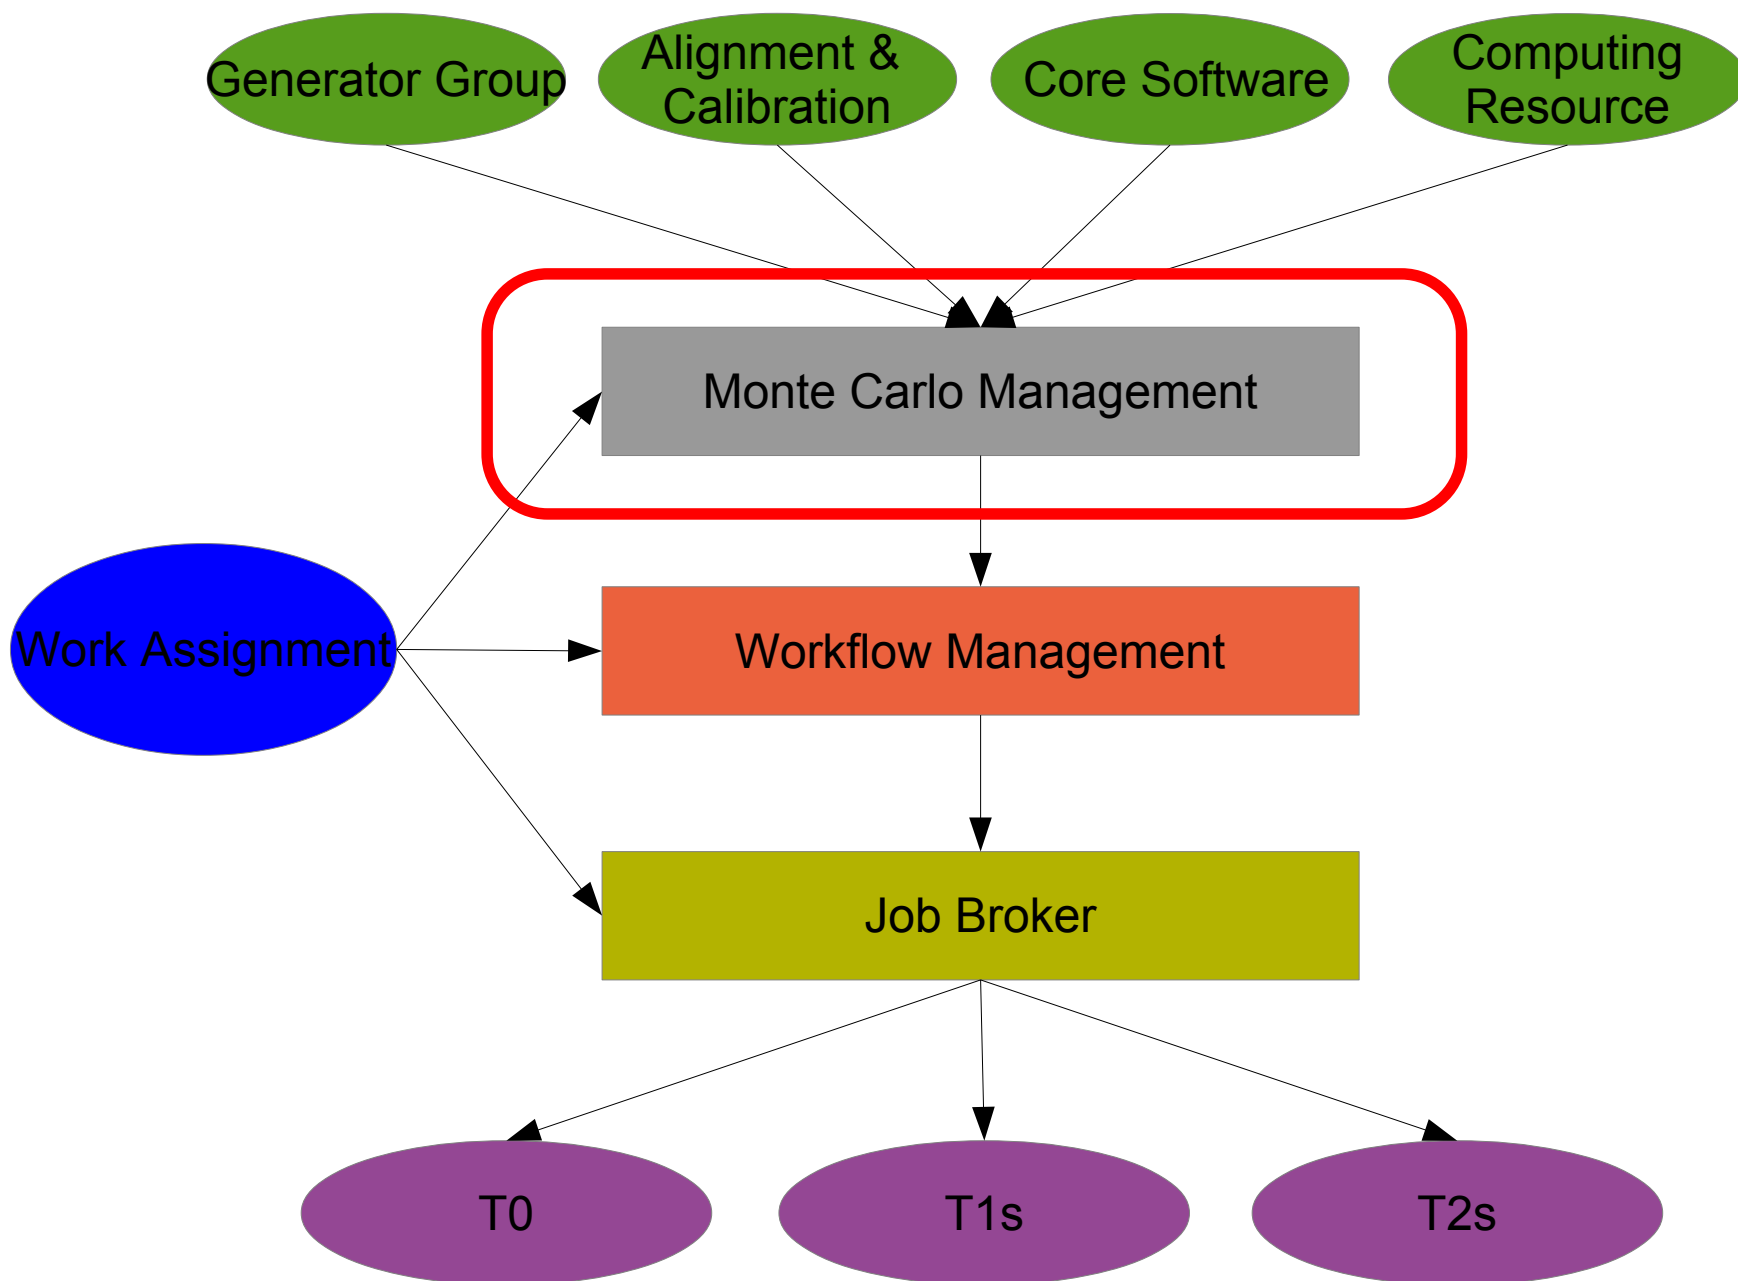 Generator Group
Alignment &
Calibration
Core Software
Computing
Resource
Monte Carlo Management
Work Assignment
Workflow Management
Job Broker
T0
T1s
T2s